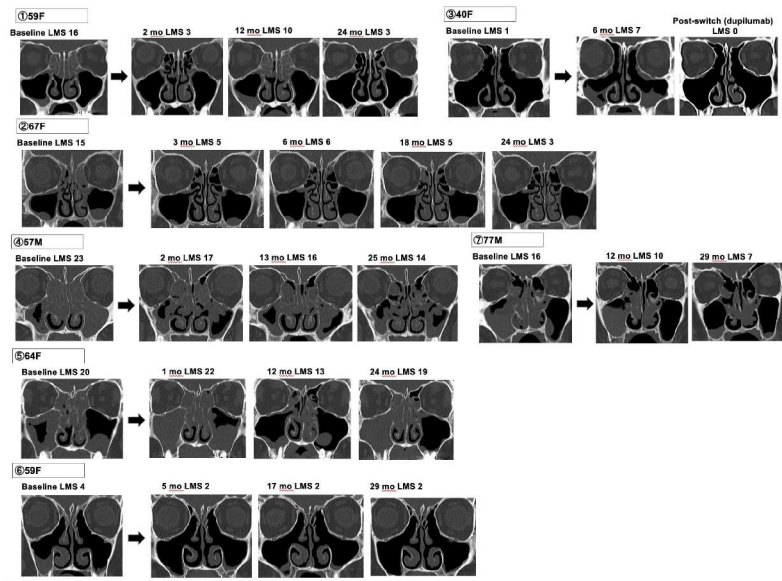 ①59F
Baseline LMS 16
2 mo LMS 3
12 mo LMS 10
24 mo LMS 3
③40F
Baseline LMS 1
6 mo LMS 7
Post-switch (dupilumab)
LMS 0
②67F
Baseline LMS 15
3 mo LMS 5
6 mo LMS 6
18 mo LMS 5
24 mo LMS 3
④57M
Baseline LMS 23
2 mo LMS 17
13 mo LMS 16
25 mo LMS 14
⑦77M
Baseline LMS 16
12 mo LMS 10
29 mo LMS 7
⑤64F
Baseline LMS 20
1 mo LMS 22
12 mo LMS 13
24 mo LMS 19
⑥59F
Baseline LMS 4
5 mo LMS 2
17 mo LMS 2
29 mo LMS 2